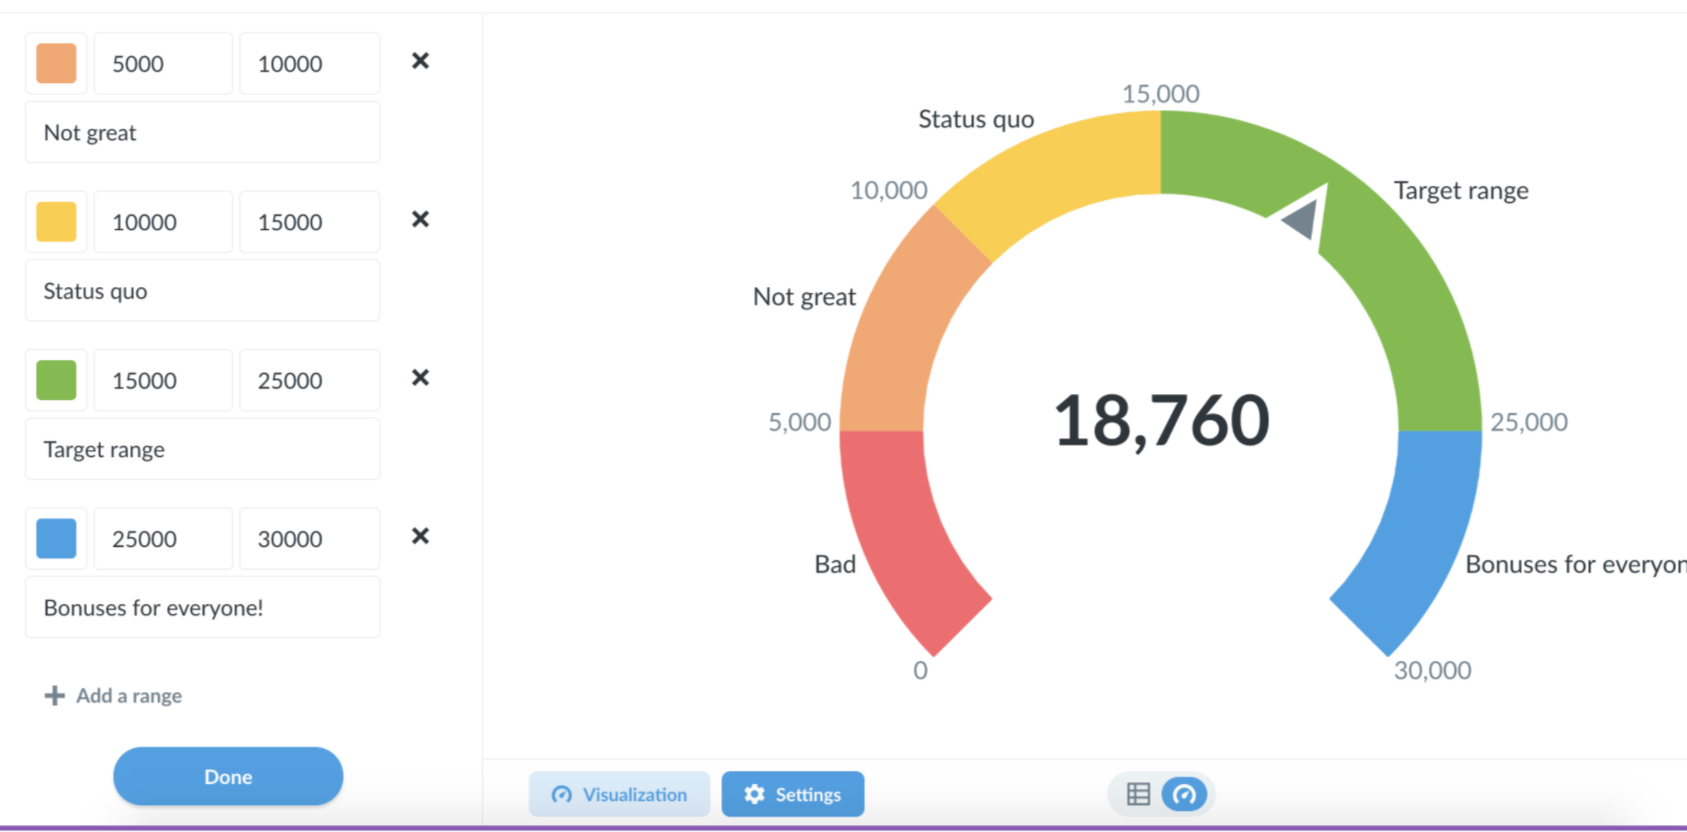 5000 10000
Not great
10000 15000
Status quo
15000 25000
Target range
25000 30000
Bonuses for everyone!
Add a range
Done
15,000
Status quo
10,000
Target range
Not great
5,000
18,760
25,000
Bad
Bonuses for everyon
0
30,000
Visualization
Settings